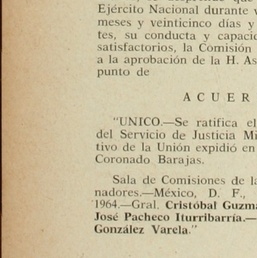 Ejército Nacional durante
meses y veinticinco días y
tes, su conducta y capaci
satisfactorios, la Comisión
a la aprobación de la H. As
punto de
A C U E R
"UNICO.—Se ratifica el
del Servicio de Justicia Mi
tivo de la Unión expidió en
Coronado Barajas.
Sala de Comisiones de la
nadores.—México, D. F.,
1964.—Gral. Cristóbal Guzmá
José Pacheco Iturribarría.—
González Varela."